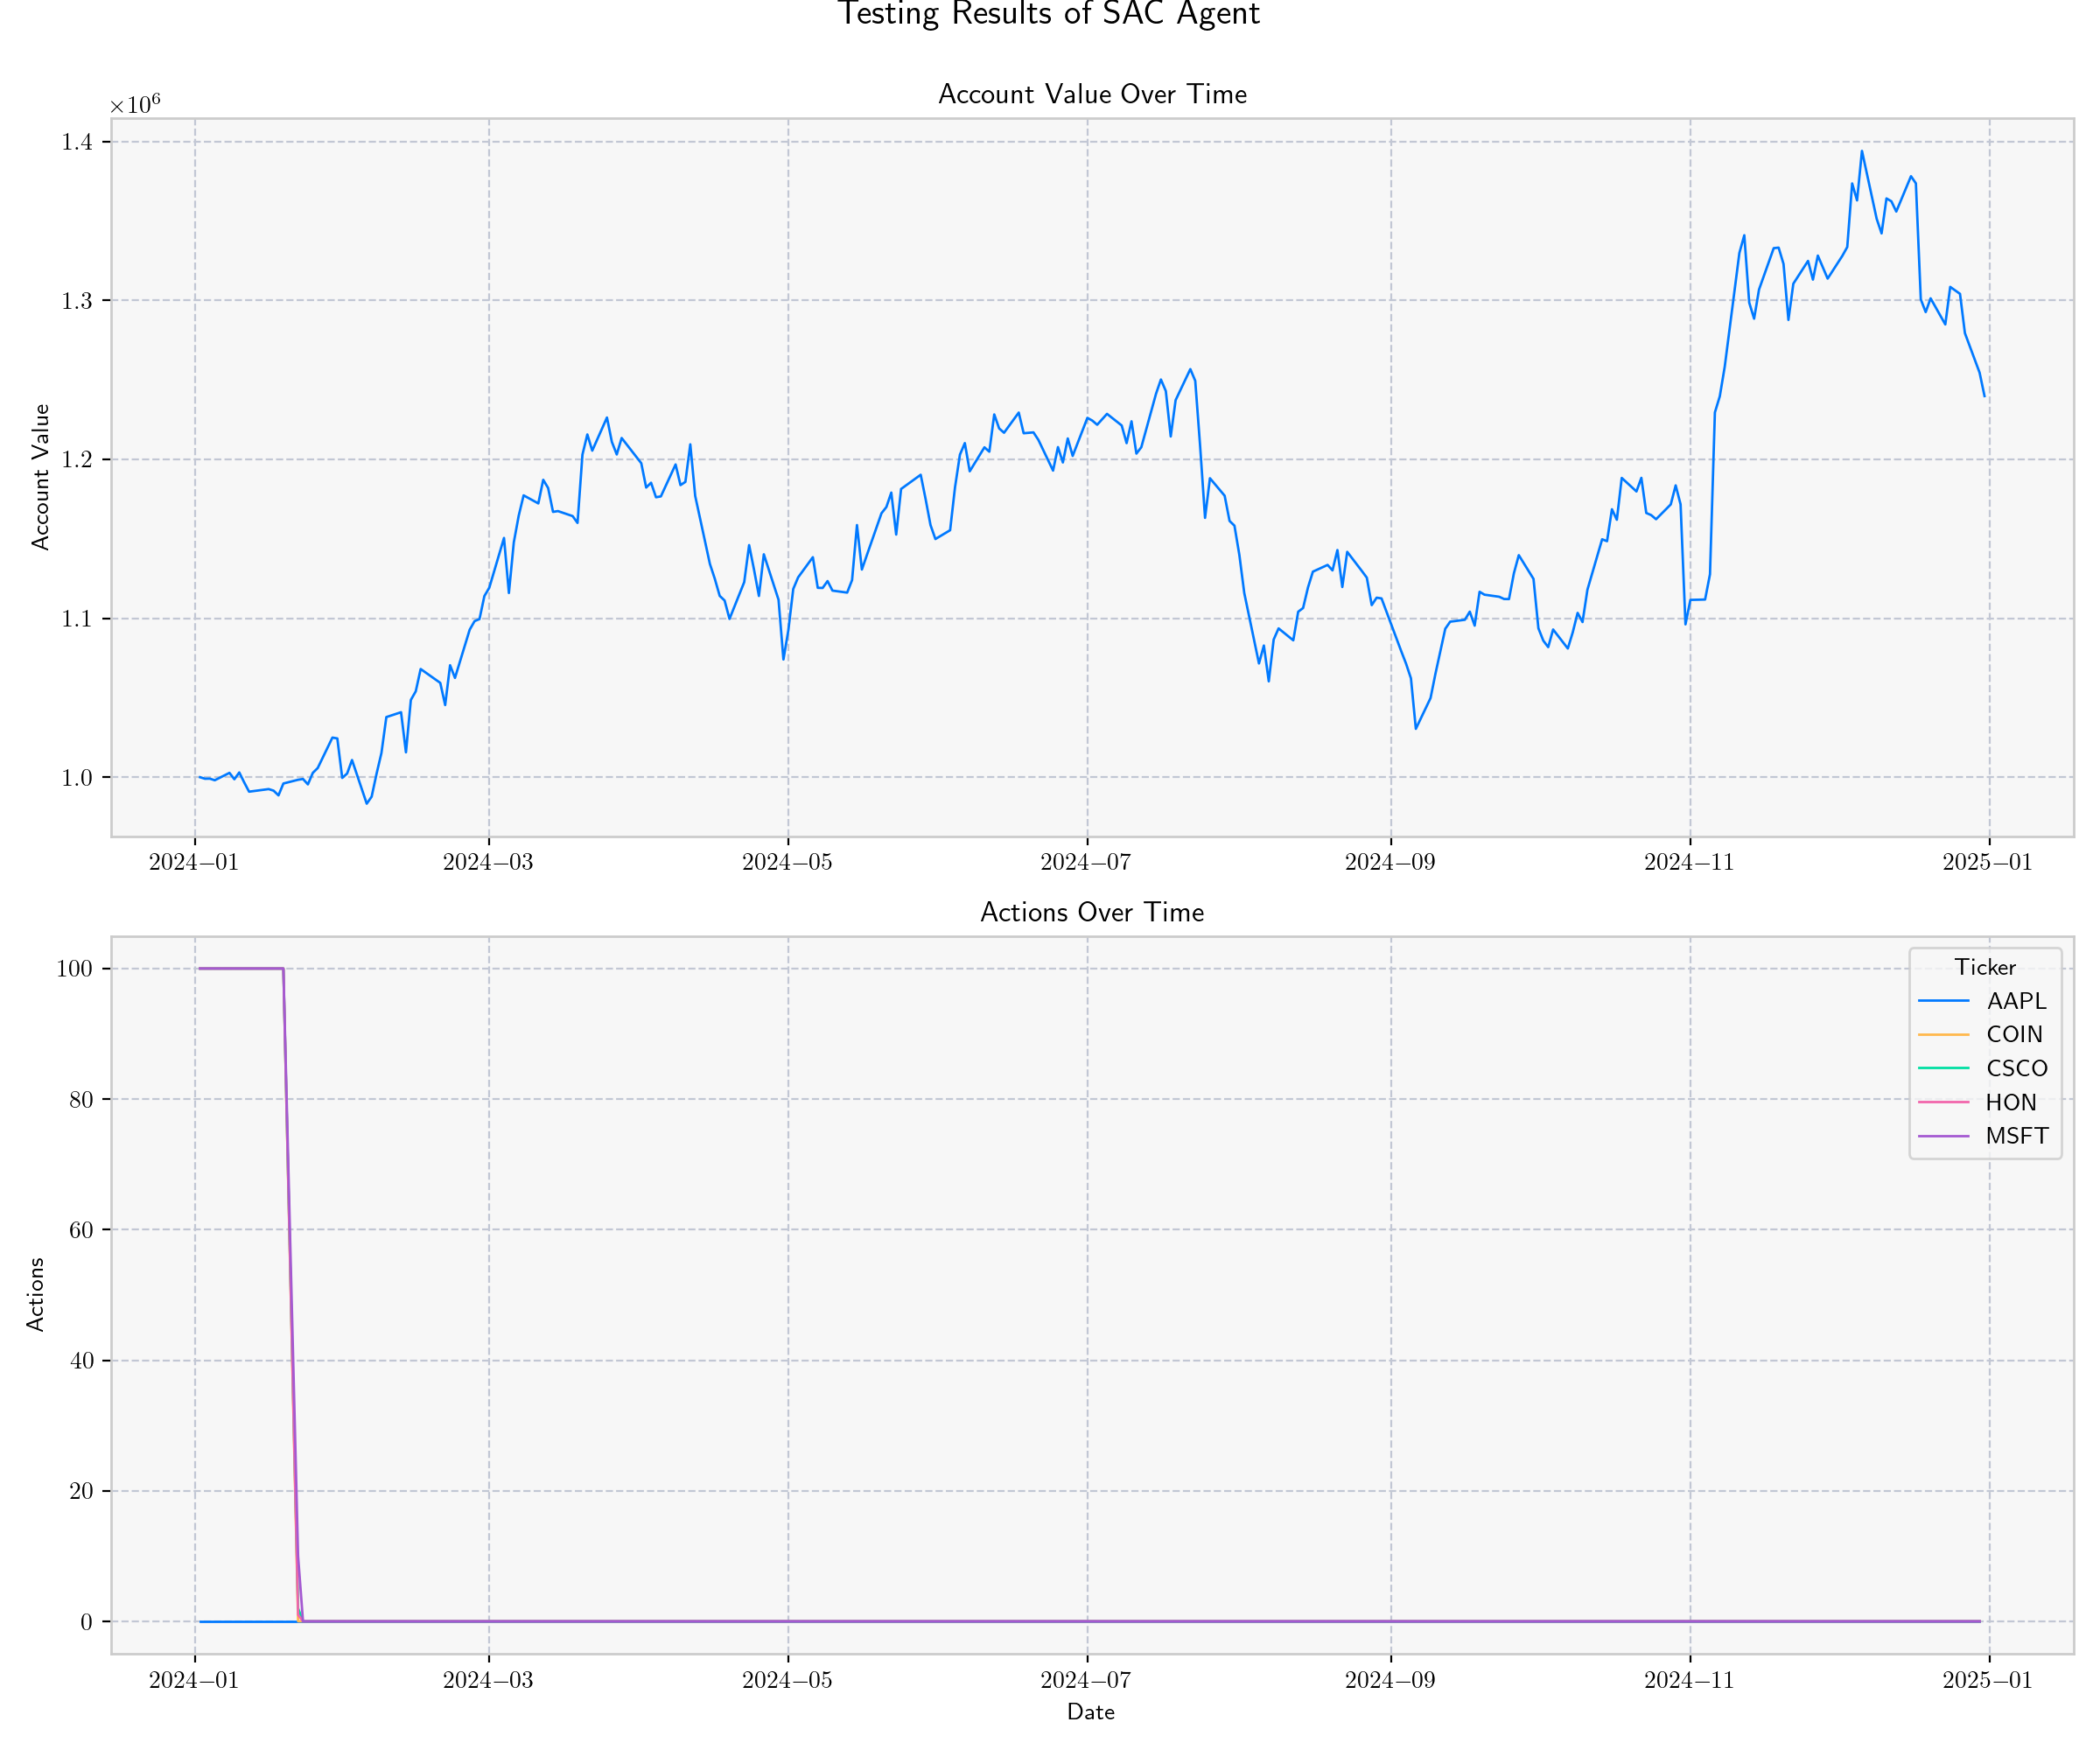 Testing Results of SAC Agent
Account Value Over Time
×10⁶
1.4
1.3
1.2
1.1
1.0
Account Value
2024−01 2024−03 2024−05 2024−07 2024−09 2024−11 2025−01
Actions Over Time
100
80
60
40
20
0
Actions
Ticker
AAPL
COIN
CSCO
HON
MSFT
2024−01 2024−03 2024−05 2024−07 2024−09 2024−11 2025−01
Date